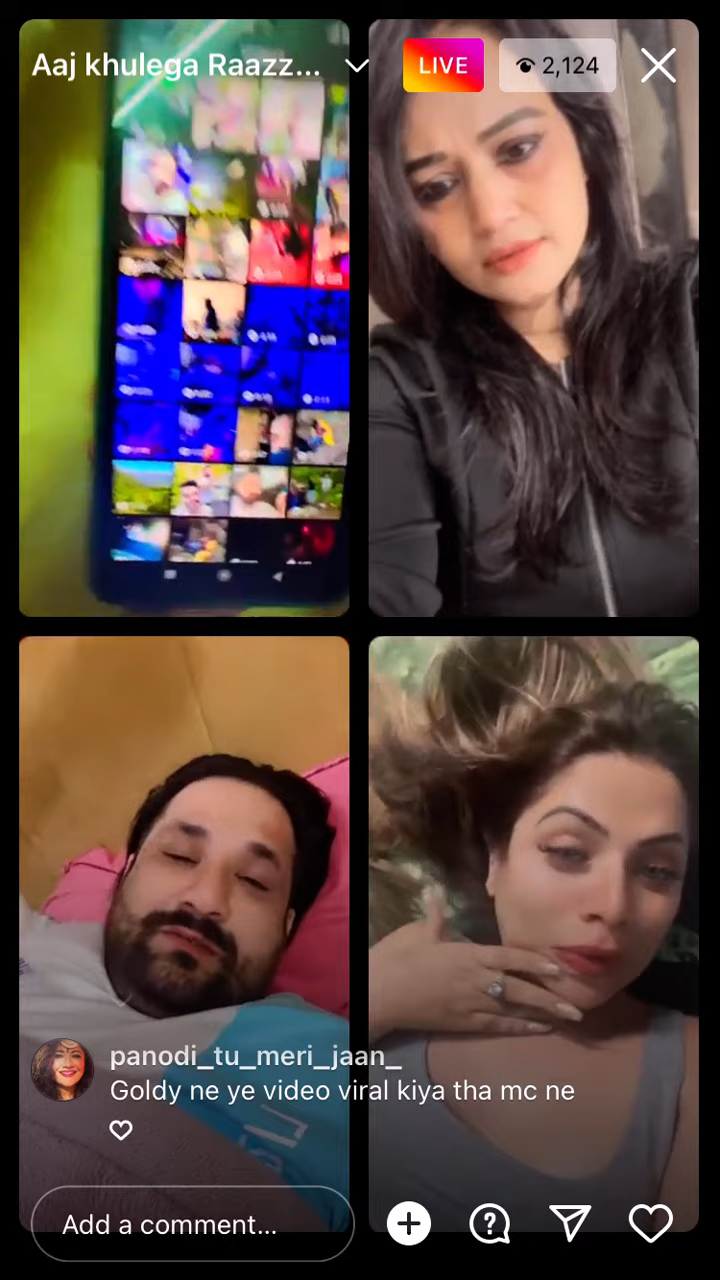 Aaj khulega Raazz...
LIVE
2,124
panodi_tu_meri_jaan_
Goldy ne ye video viral kiya tha mc ne
Add a comment...